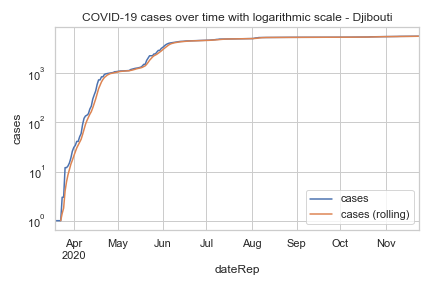 COVID-19 cases over time with logarithmic scale - Djibouti
cases
10³
10²
10¹
10⁰
cases
cases (rolling)
Apr May Jun Jul Aug Sep Oct Nov
2020
dateRep